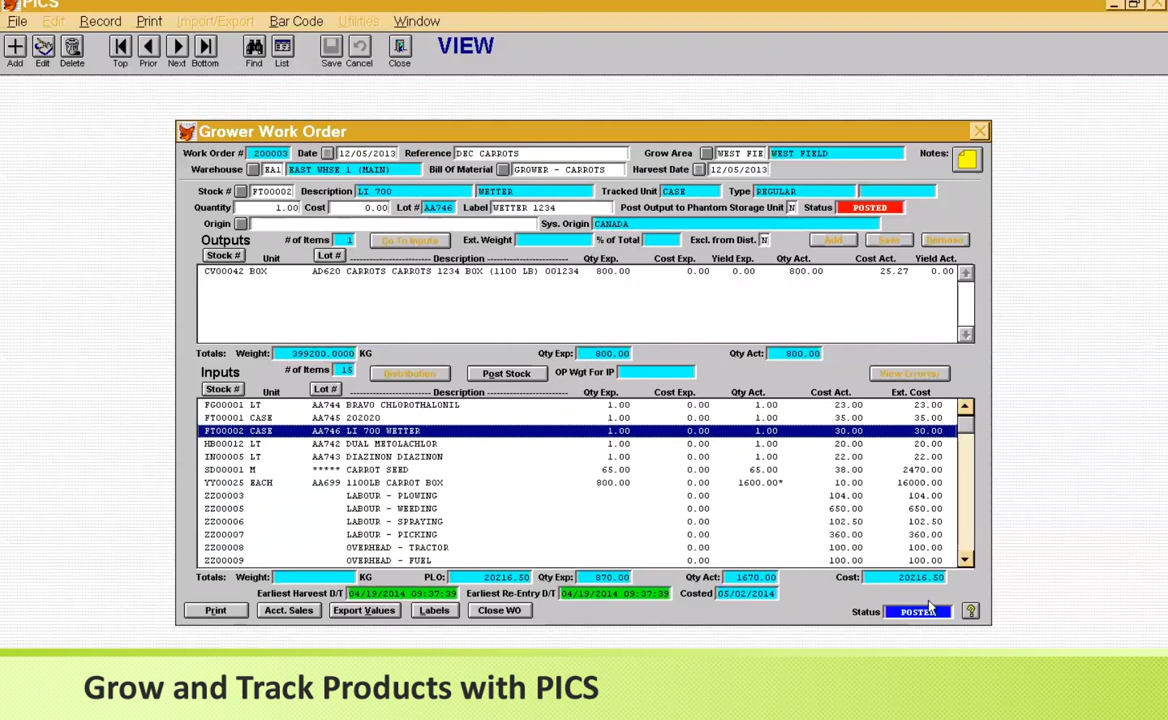 PICS
File Edit Record Print Import/Export Bar Code Utilities Window
Add Edit Delete Top Prior Next Bottom Find List Save Cancel Close VIEW
Grower Work Order
Work Order # 200003 Date 12/05/2013 Reference DEC CARROTS Grow Area WEST FIE WEST FIELD Notes:
Warehouse EA1 EAST WHSE 1 (MAIN) Bill Of Material GROWER - CARROTS Harvest Date 12/05/2013
Stock # FT00002 Description LI 700 WETTER Tracked Unit CASE Type REGULAR
Quantity 1.00 Cost 0.00 Lot # AA746 Label WETTER 1234 Post Output to Phantom Storage Unit N Status POSTED
Origin Sys. Origin CANADA
Outputs # of Items 1 Go To Inputs Ext. Weight % of Total Excl. from Dist. N Add Save Remove
Stock # Unit Lot # -------------------- Description -------------------- Qty Exp. Cost Exp. Yield Exp. Qty Act. Cost Act. Yield Act.
CV00042 BOX AD620 CARROTS CARROTS 1234 BOX (1100 LB) 001234 800.00 0.00 0.00 800.00 25.27 0.00
Totals: Weight: 399200.0000 KG Qty Exp: 800.00 Qty Act: 800.00
Inputs # of Items 15 Distribution Post Stock OP Wgt For IP View Error(s)
Stock # Unit Lot # -------------------- Description -------------------- Qty Exp. Cost Exp. Qty Act. Cost Act. Ext. Cost
FG00001 LT AA744 BRAVO CHLOROTHALONIL 1.00 0.00 1.00 23.00 23.00
FT00001 CASE AA745 202020 1.00 0.00 1.00 35.00 35.00
FT00002 CASE AA746 LI 700 WETTER 1.00 0.00 1.00 30.00 30.00
HB00012 LT AA742 DUAL METOLACHLOR 1.00 0.00 1.00 20.00 20.00
IN00005 LT AA743 DIAZINON DIAZINON 1.00 0.00 1.00 22.00 22.00
SD00001 M ***** CARROT SEED 65.00 0.00 65.00 38.00 2470.00
YY00025 EACH AA699 1100LB CARROT BOX 800.00 0.00 1600.00* 10.00 16000.00
ZZ00003 LABOUR - PLOWING 0.00 104.00 104.00
ZZ00005 LABOUR - WEEDING 0.00 650.00 650.00
ZZ00006 LABOUR - SPRAYING 0.00 102.50 102.50
ZZ00007 LABOUR - PICKING 0.00 360.00 360.00
ZZ00008 OVERHEAD - TRACTOR 0.00 100.00 100.00
ZZ00009 OVERHEAD - FUEL 0.00 100.00 100.00
Totals: Weight: KG PLO: 20216.50 Qty Exp: 870.00 Qty Act: 1670.00 Cost: 20216.50
Earliest Harvest D/T 04/19/2014 09:37:39 Earliest Re-Entry D/T 04/19/2014 09:37:39 Costed 05/02/2014
Print Acct. Sales Export Values Labels Close WO Status POSTED
Grow and Track Products with PICS